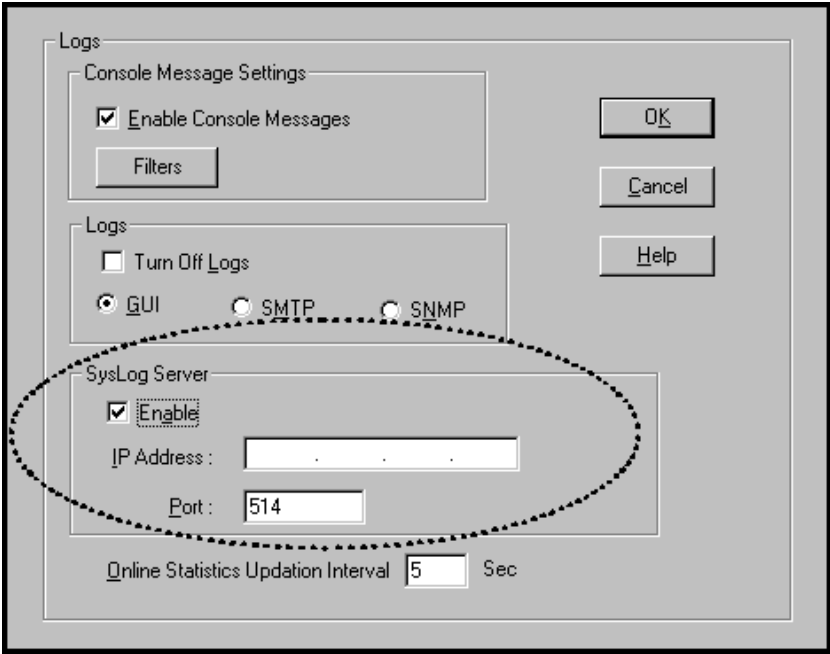 Logs
Console Message Settings
Enable Console Messages
Filters
OK
Cancel
Help
Logs
Turn Off Logs
GUI SMTP SNMP
SysLog Server
Enable
IP Address : . . .
Port : 514
Online Statistics Updation Interval 5 Sec